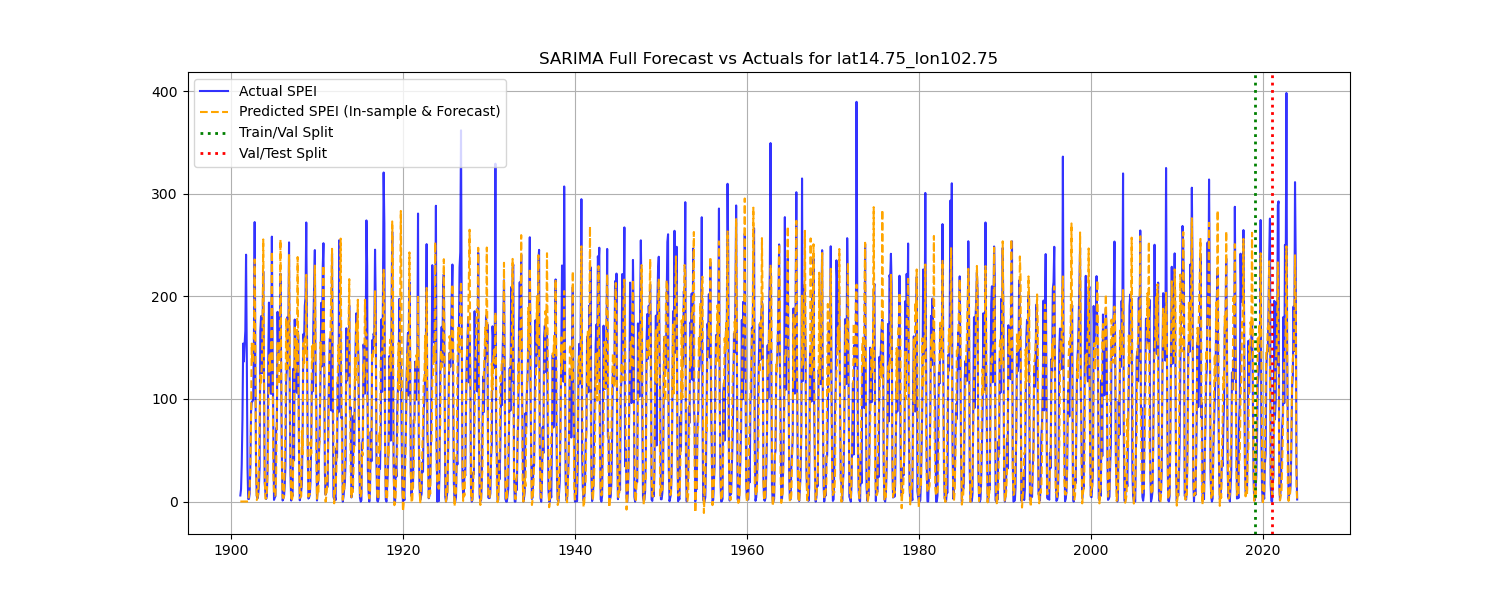 SARIMA Full Forecast vs Actuals for lat14.75_lon102.75
Actual SPEI
Predicted SPEI (In-sample & Forecast)
Train/Val Split
Val/Test Split
400
300
200
100
0
1900 1920 1940 1960 1980 2000 2020